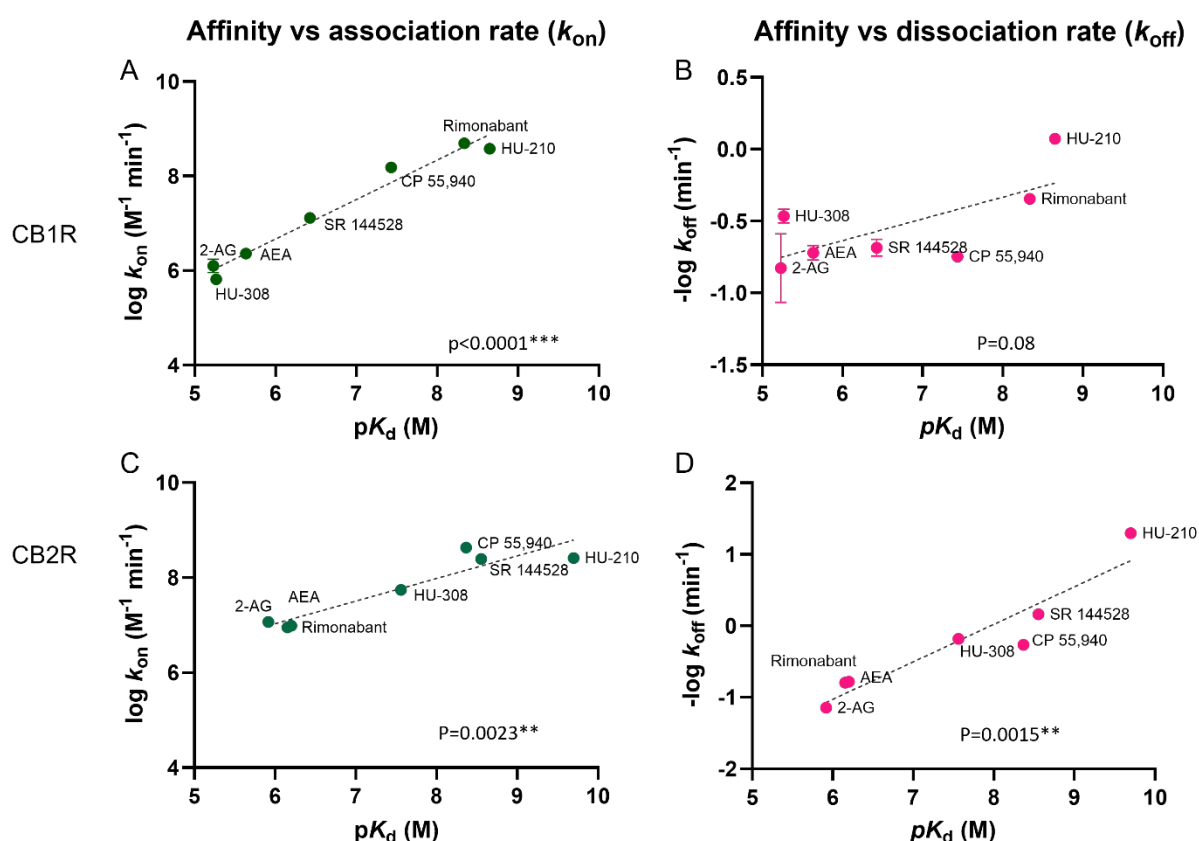 Affinity vs association rate (kon)
Affinity vs dissociation rate (koff)
CB1R
A
log kon (M-1 min-1)
10
8
6
4
Rimonabant
HU-210
CP 55,940
SR 144528
2-AG
AEA
HU-308
p<0.0001***
5 6 7 8 9 10
pKd (M)
B
-log koff (min-1)
0.5
0.0
-0.5
-1.0
-1.5
HU-210
Rimonabant
HU-308
SR 144528
AEA
CP 55,940
2-AG
P=0.08
5 6 7 8 9 10
pKd (M)
CB2R
C
log kon (M-1 min-1)
10
8
6
4
CP 55,940
HU-210
SR 144528
HU-308
AEA
2-AG
Rimonabant
P=0.0023**
5 6 7 8 9 10
pKd (M)
D
-log koff (min-1)
2
1
0
-1
-2
HU-210
SR 144528
CP 55,940
HU-308
Rimonabant
AEA
2-AG
P=0.0015**
5 6 7 8 9 10
pKd (M)